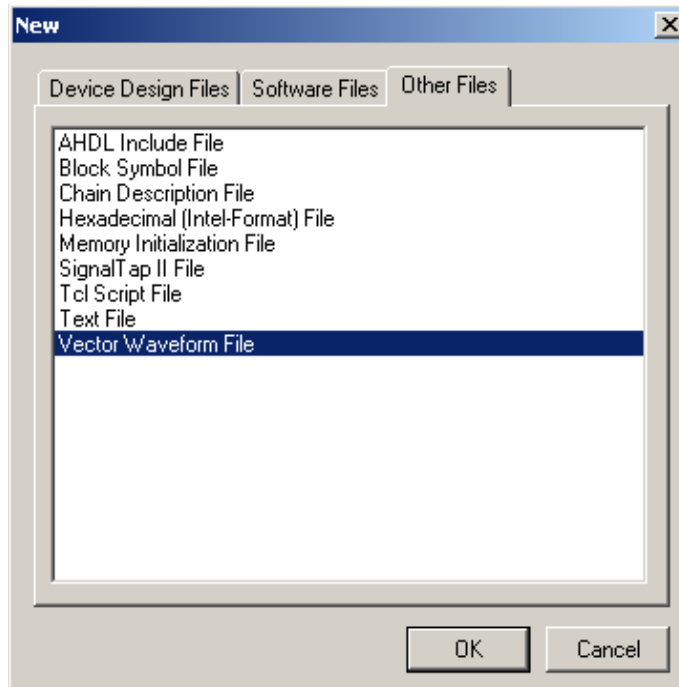 New
Device Design Files Software Files Other Files
AHDL Include File
Block Symbol File
Chain Description File
Hexadecimal (Intel-Format) File
Memory Initialization File
SignalTap II File
Tcl Script File
Text File
Vector Waveform File
OK Cancel